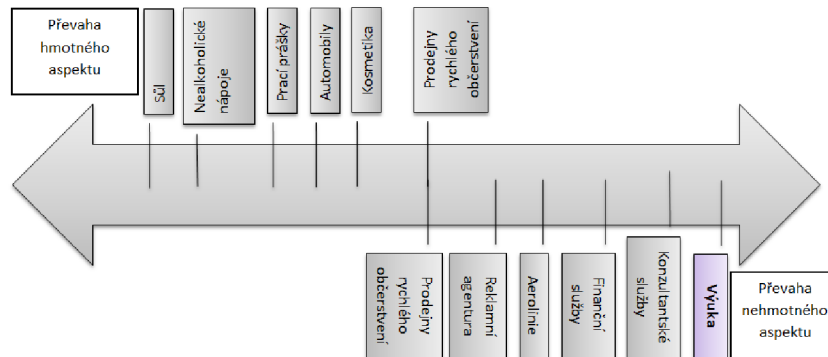 Převaha
hmotného
aspektu
sůl
Nealkoholické
nápoje
Prací prášky
Automobily
Kosmetika
Prodejny
rychlého
občerstvení
Prodejny
rychlého
občerstvení
Reklamní
agentura
Aerolinie
Finanční
služby
Konzultantské
služby
Výuka
Převaha
nehmotného
aspektu